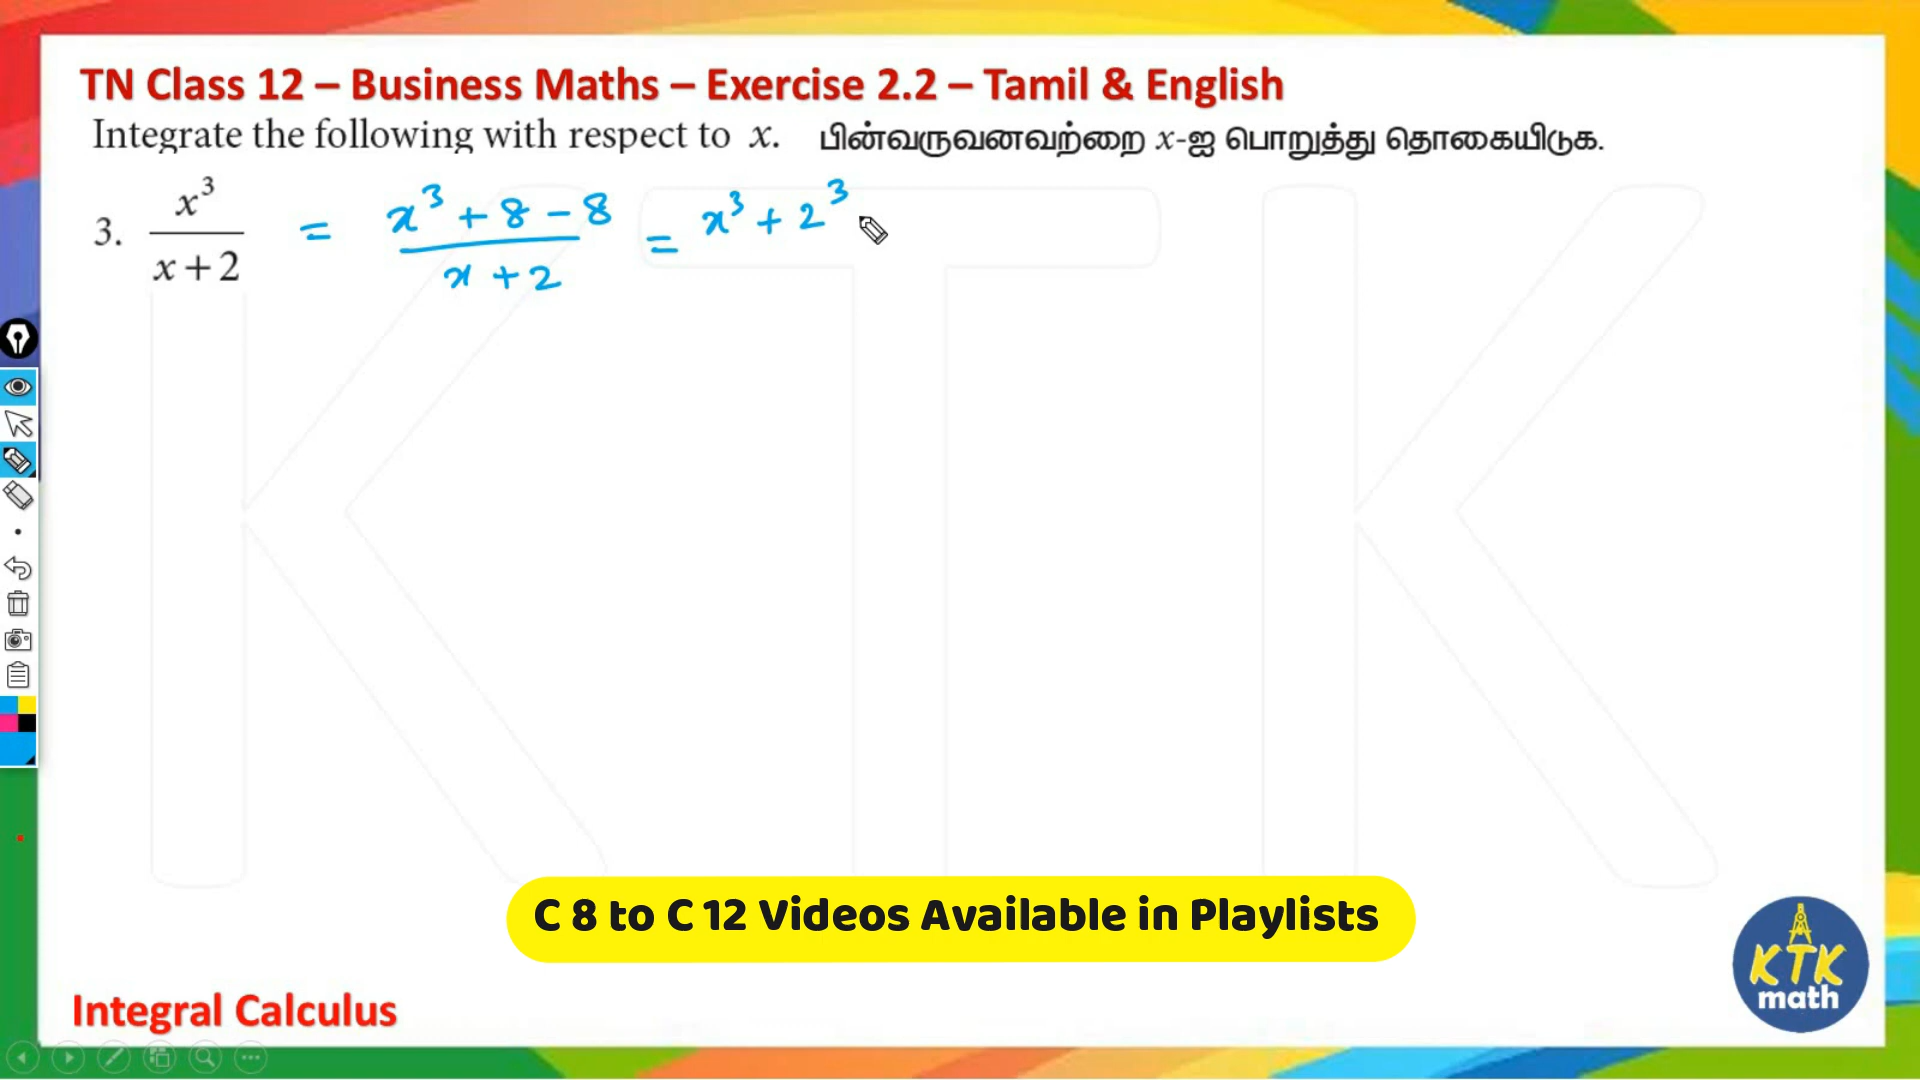 TN Class 12 – Business Maths – Exercise 2.2 – Tamil & English
Integrate the following with respect to x. பின்வருவனவற்றை x-ஐ பொறுத்து தொகையிடுக.
3. x³/(x+2) = (x³ + 8 - 8)/(x + 2) = x³ + 2³
C 8 to C 12 Videos Available in Playlists
KTK
math
Integral Calculus